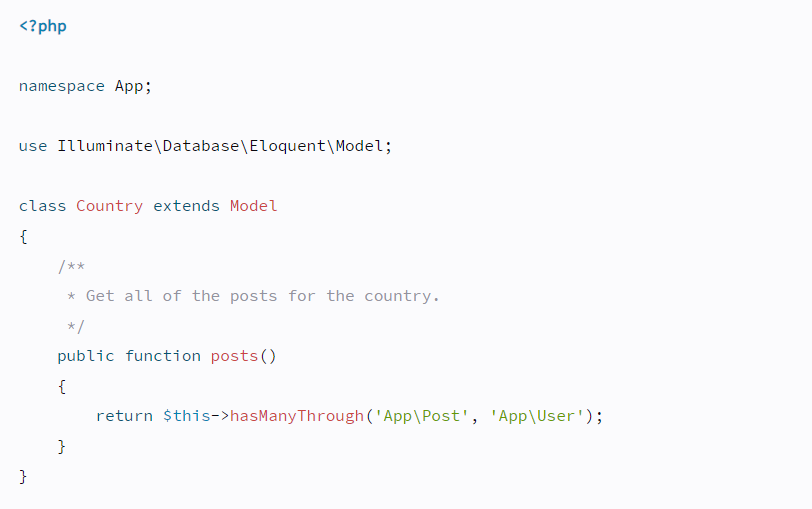 <?php
namespace App;
use Illuminate\Database\Eloquent\Model;
class Country extends Model
{
    /**
     * Get all of the posts for the country.
     */
    public function posts()
    {
        return $this->hasManyThrough('App\Post', 'App\User');
    }
}